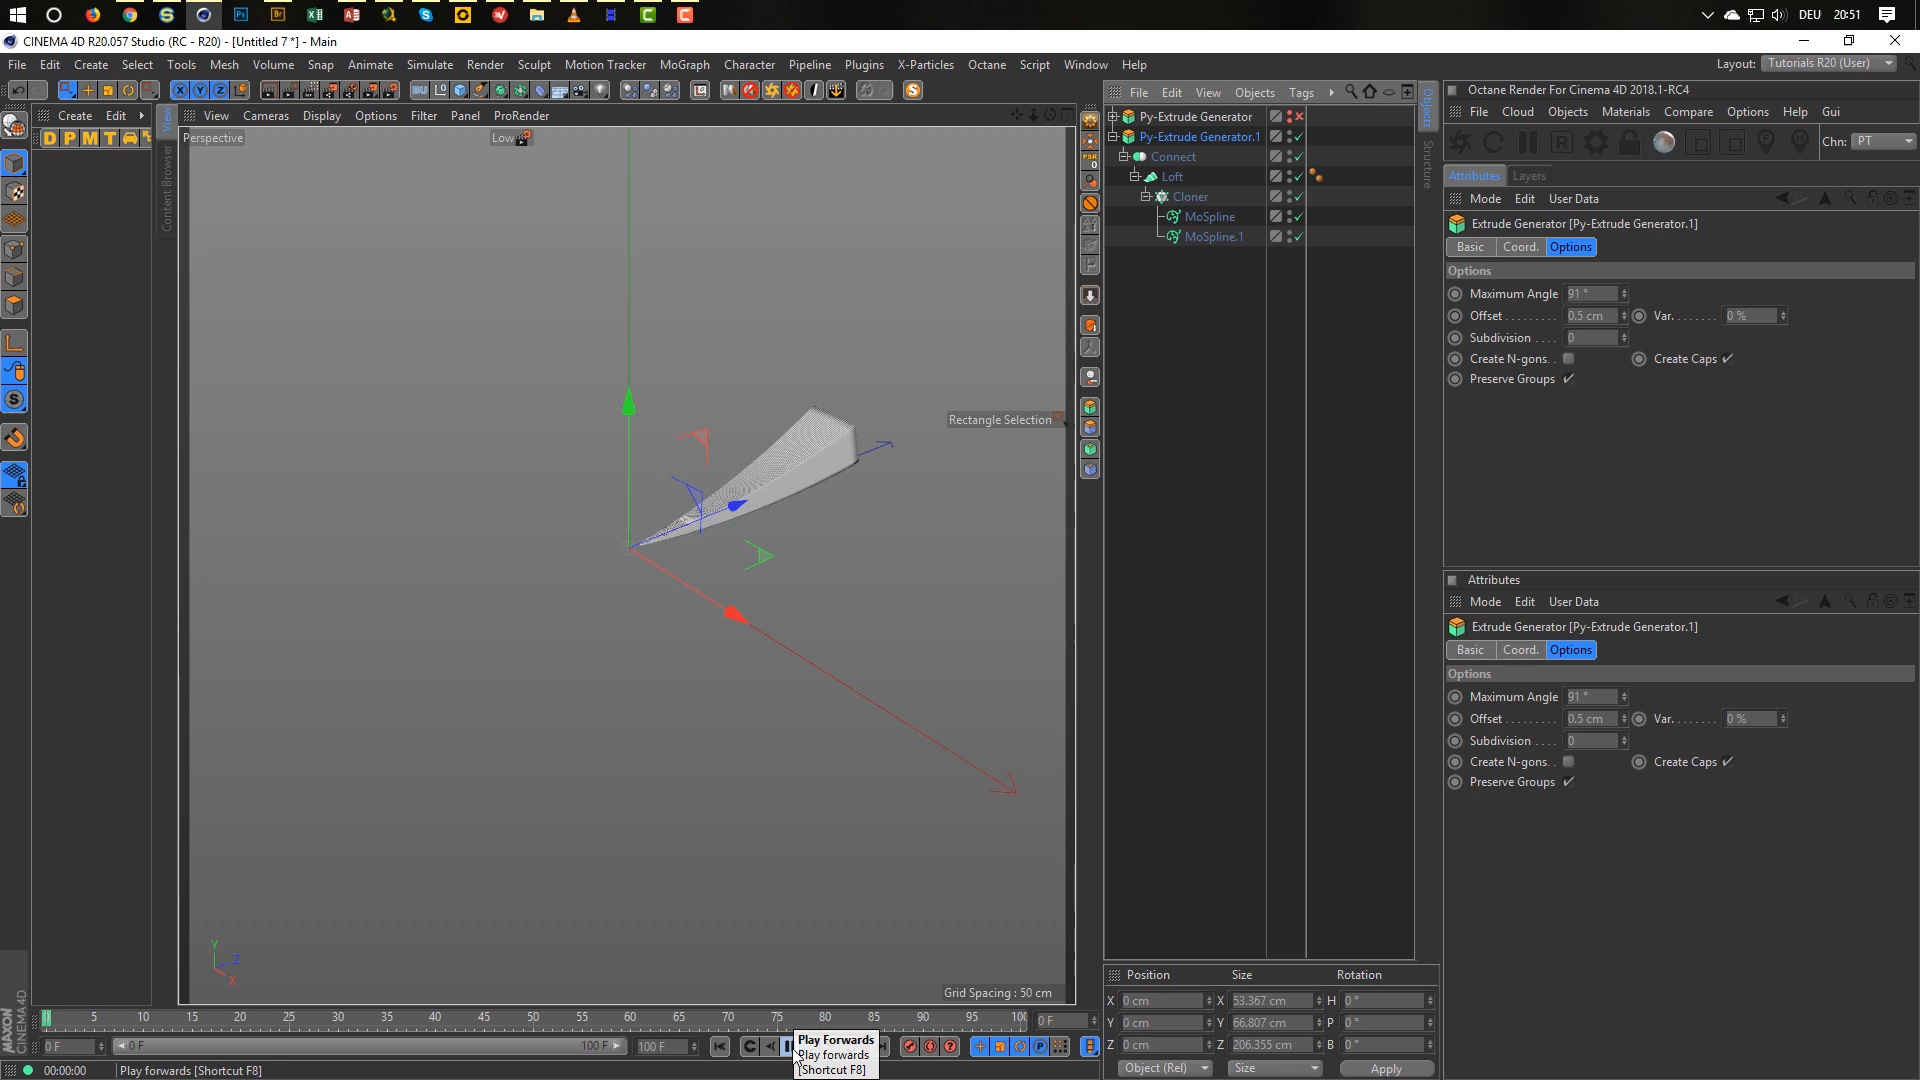 DEU
20:51
CINEMA 4D R20.057 Studio (RC - R20) - [Untitled 7 *] - Main
File Edit Create Select Tools Mesh Volume Snap Animate Simulate Render Sculpt Motion Tracker MoGraph Character Pipeline Plugins X-Particles Octane Script Window Help
Layout: Tutorials R20 (User)
Create Edit
D P M T
View
Content Browser
View Cameras Display Options Filter Panel ProRender
Perspective
Low
Rectangle Selection
Grid Spacing : 50 cm
Y
Z
X
PSR
0
File Edit View Objects Tags
Py-Extrude Generator
Py-Extrude Generator.1
Connect
Loft
Cloner
MoSpline
MoSpline.1
Objects
Structure
Octane Render For Cinema 4D 2018.1-RC4
File Cloud Objects Materials Compare Options Help Gui
Chn: PT
Attributes Layers
Mode Edit User Data
Extrude Generator [Py-Extrude Generator.1]
Basic Coord. Options
Options
Maximum Angle 91 °
Offset . . . . . . . . 0.5 cm Var. . . . . . . . 0 %
Subdivision . . . . 0
Create N-gons. . Create Caps
Preserve Groups
Attributes
Mode Edit User Data
Extrude Generator [Py-Extrude Generator.1]
Basic Coord. Options
Options
Maximum Angle 91 °
Offset . . . . . . . . 0.5 cm Var. . . . . . . . 0 %
Subdivision . . . . 0
Create N-gons. . Create Caps
Preserve Groups
Position Size Rotation
X 0 cm X 53.367 cm H 0 °
Y 0 cm Y 66.807 cm P 0 °
Z 0 cm Z 206.355 cm B 0 °
Object (Rel) Size Apply
0 5 10 15 20 25 30 35 40 45 50 55 60 65 70 75 80 85 90 95 100
0 F
0 F 0 F 100 F 100 F
Play Forwards
Play forwards
[Shortcut F8]
MAXON
CINEMA 4D
00:00:00 Play forwards [Shortcut F8]